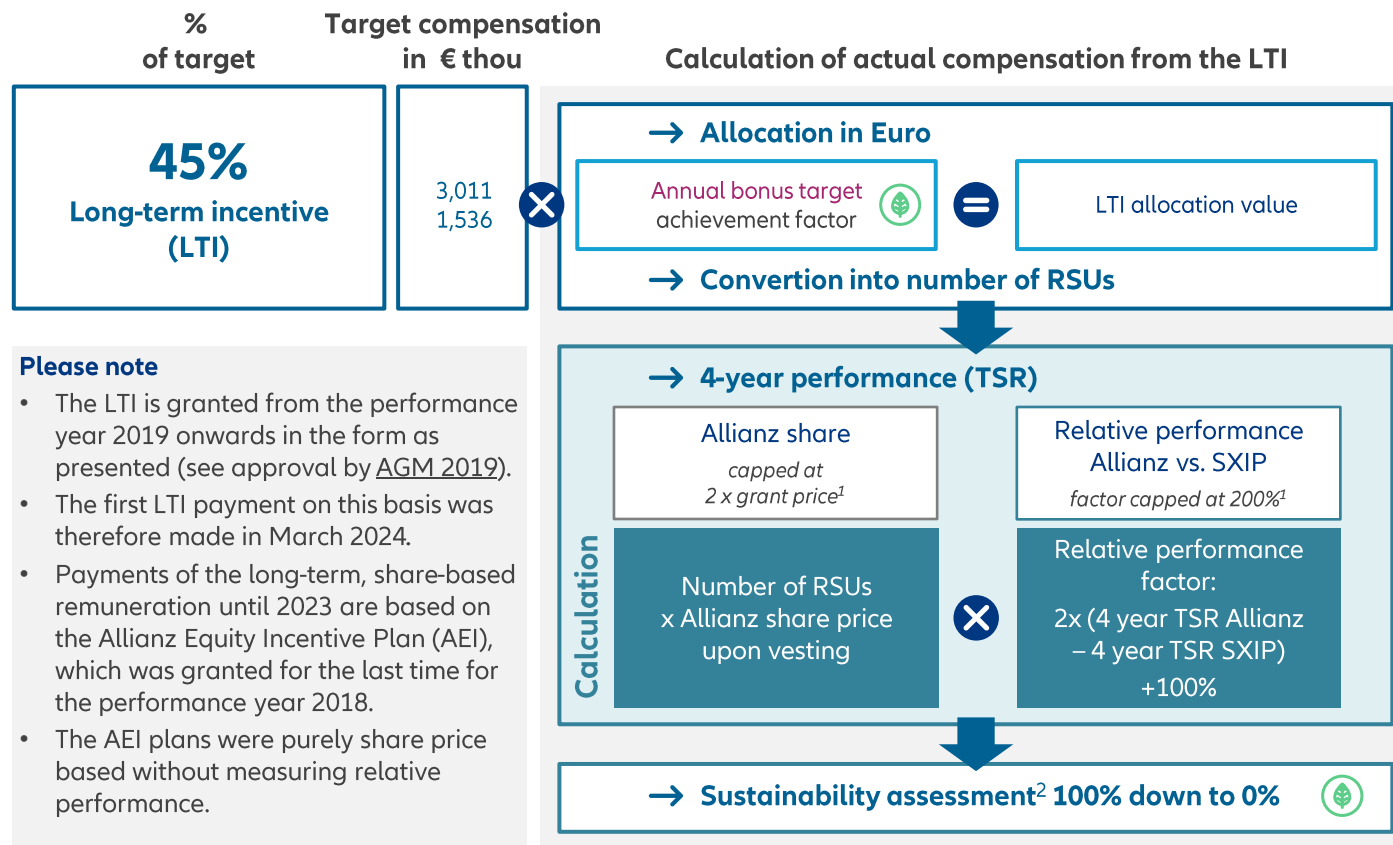 %
of target
Target compensation
in € thou
Calculation of actual compensation from the LTI
45%
Long-term incentive
(LTI)
3,011
1,536
→ Allocation in Euro
Annual bonus target
achievement factor
LTI allocation value
→ Convertion into number of RSUs
Please note
• The LTI is granted from the performance
year 2019 onwards in the form as
presented (see approval by AGM 2019).
• The first LTI payment on this basis was
therefore made in March 2024.
• Payments of the long-term, share-based
remuneration until 2023 are based on
the Allianz Equity Incentive Plan (AEI),
which was granted for the last time for
the performance year 2018.
• The AEI plans were purely share price
based without measuring relative
performance.
→ 4-year performance (TSR)
Allianz share
capped at
2 x grant price¹
Relative performance
Allianz vs. SXIP
factor capped at 200%¹
Calculation
Number of RSUs
x Allianz share price
upon vesting
Relative performance
factor:
2x (4 year TSR Allianz
– 4 year TSR SXIP)
+100%
→ Sustainability assessment² 100% down to 0%